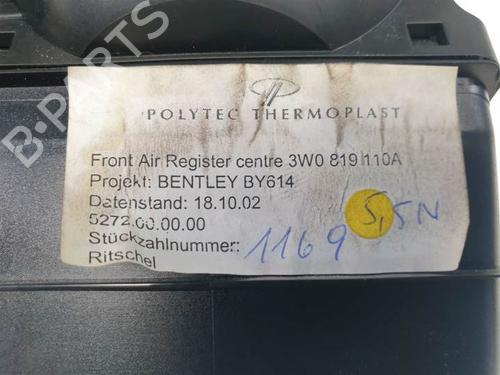 POLYTEC THERMOPLAST
Front Air Register centre 3W0 819 110A
Projekt: BENTLEY BY614
Datenstand: 18.10.02
5272.00.00.00
Stückzahlnummer: 1169 5,5N
Ritschel
B-PARTS